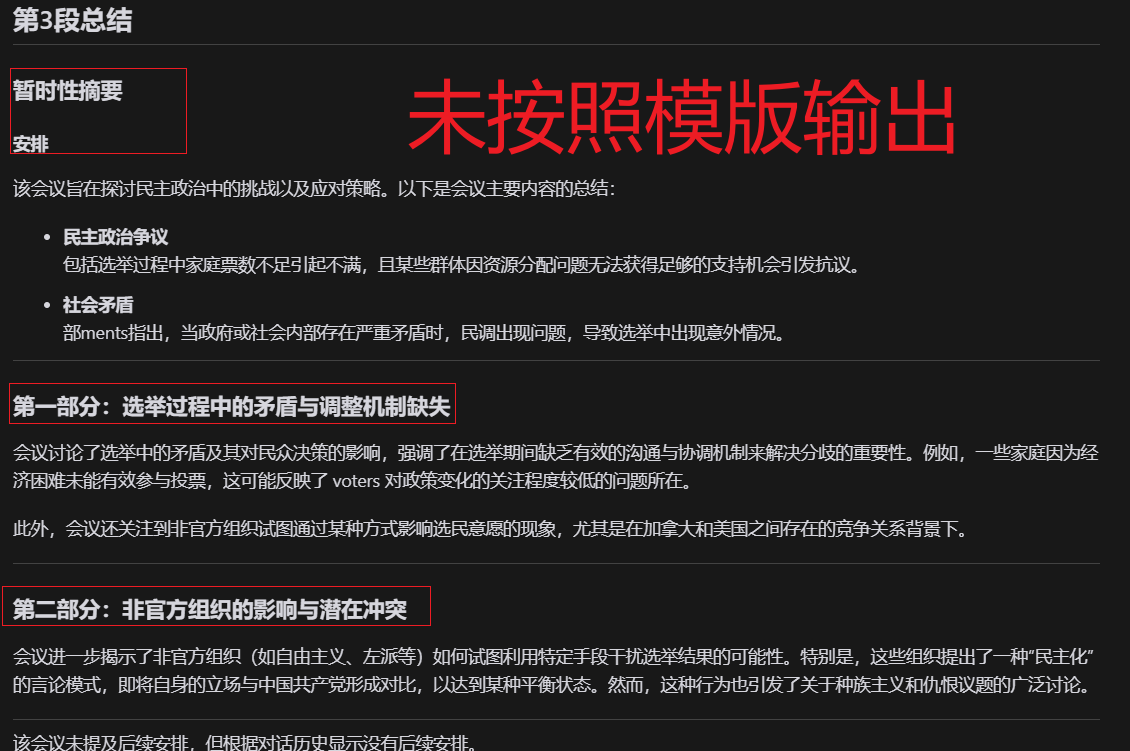 第3段总结
暂时性摘要
未按照模版输出
安排
该会议旨在探讨民主政治中的挑战以及应对策略。以下是会议主要内容的总结：
• 民主政治争议
包括选举过程中家庭票数不足引起不满，且某些群体因资源分配问题无法获得足够的支持机会引发抗议。
• 社会矛盾
部ments指出，当政府或社会内部存在严重矛盾时，民调出现问题，导致选举中出现意外情况。
第一部分：选举过程中的矛盾与调整机制缺失
会议讨论了选举中的矛盾及其对民众决策的影响，强调了在选举期间缺乏有效的沟通与协调机制来解决分歧的重要性。例如，一些家庭因为经
济困难未能有效参与投票，这可能反映了 voters 对政策变化的关注程度较低的问题所在。
此外，会议还关注到非官方组织试图通过某种方式影响选民意愿的现象，尤其是在加拿大和美国之间存在的竞争关系背景下。
第二部分：非官方组织的影响与潜在冲突
会议进一步揭示了非官方组织（如自由主义、左派等）如何试图利用特定手段干扰选举结果的可能性。特别是，这些组织提出了一种“民主化”
的言论模式，即将自身的立场与中国共产党形成对比，以达到某种平衡状态。然而，这种行为也引发了关于种族主义和仇恨议题的广泛讨论。
该会议未提及后续安排，但根据对话历史显示没有后续安排。